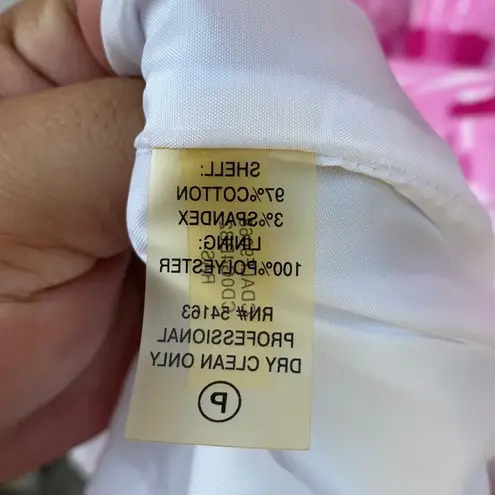 SHELL:
97%COTTON
3%SPANDEX
LINING:
100%POLYESTER
RN# 54163
PROFESSIONAL
DRY CLEAN ONLY
P